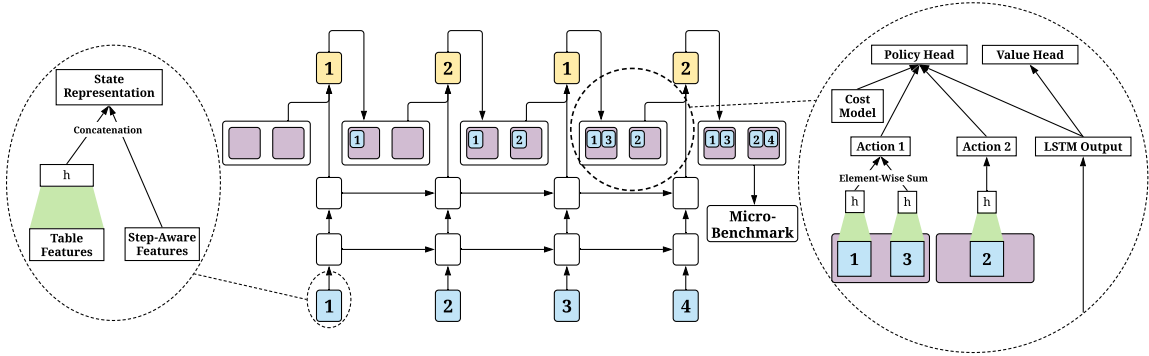 State
Representation
Concatenation
h
Table
Features
Step-Aware
Features
1
2
1
2
1
1
2
1 3
2
1 3
2 4
Micro-
Benchmark
1
2
3
4
Policy Head
Value Head
Cost
Model
Action 1
Action 2
LSTM Output
Element-Wise Sum
h
h
h
1
3
2